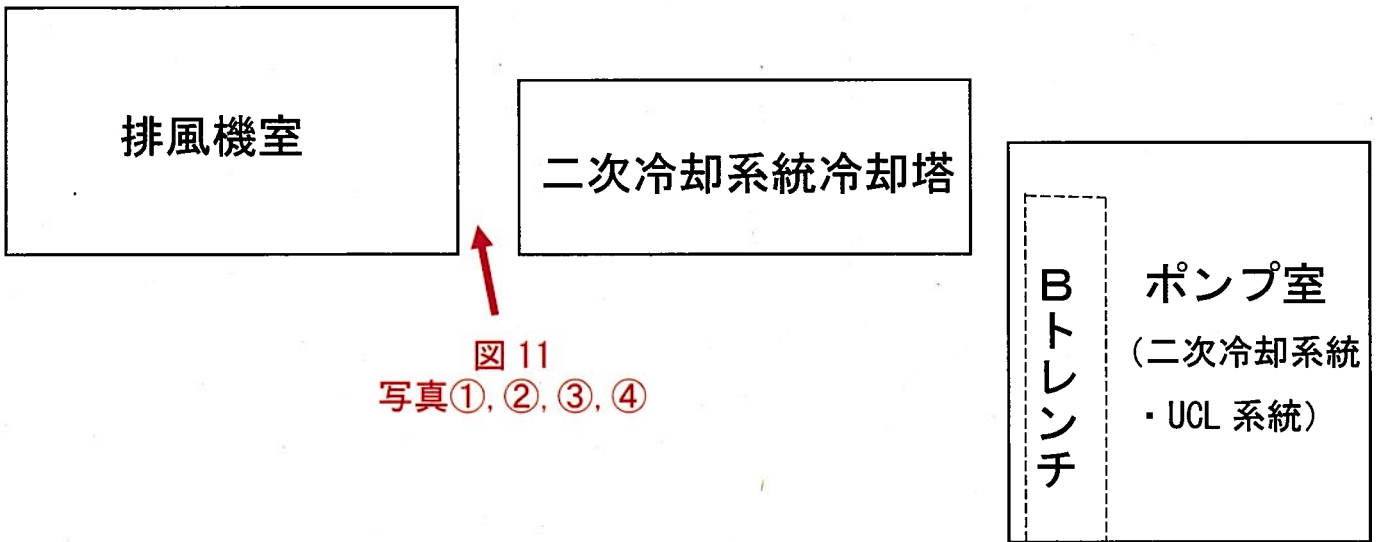 排風機室
二次冷却系統冷却塔
図 11
写真①, ②, ③, ④
Bトレンチ
ポンプ室
(二次冷却系統
・UCL 系統)